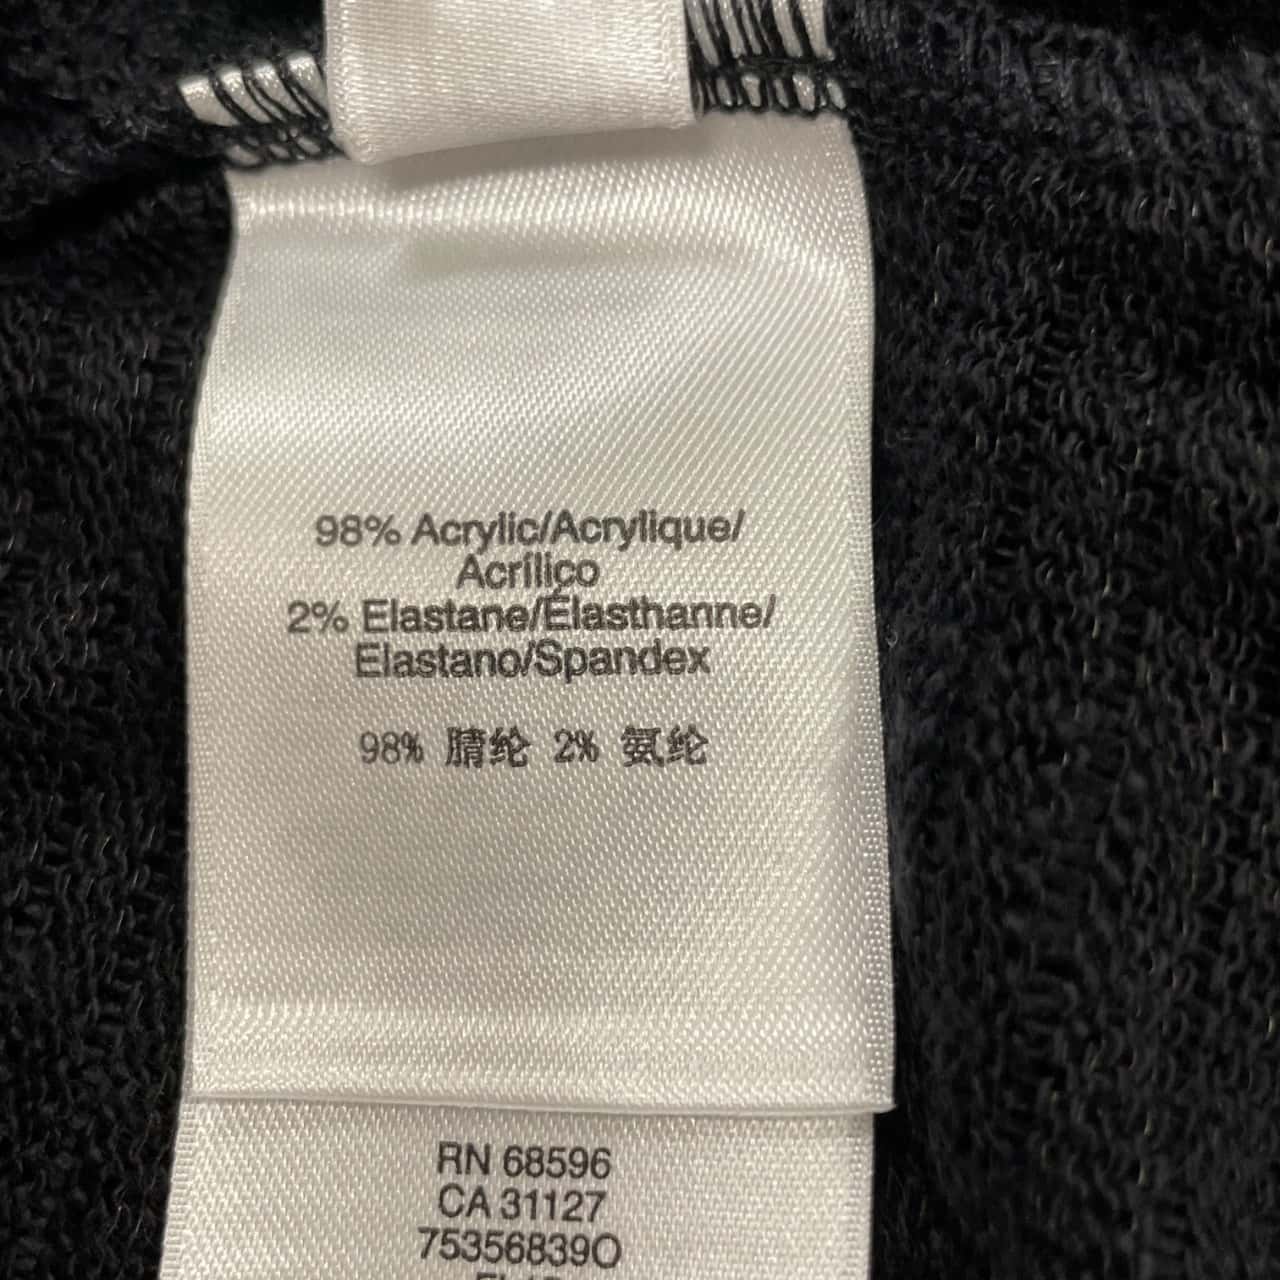 98% Acrylic/Acrylique/
Acrílico
2% Elastane/Élasthanne/
Elastano/Spandex
98% 腈纶 2% 氨纶
RN 68596
CA 31127
753568390